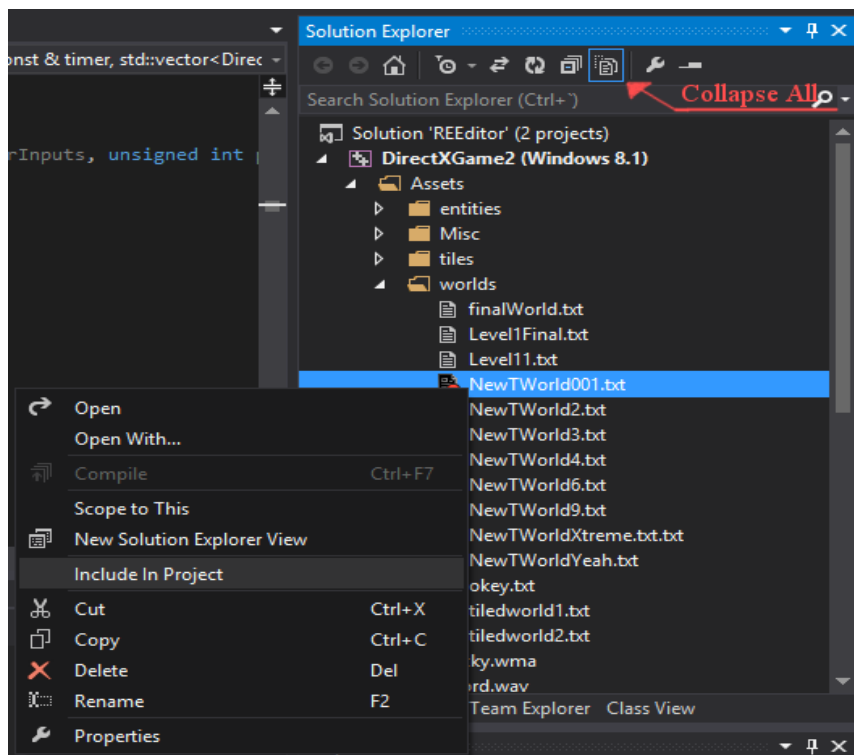 Solution Explorer
onst & timer, std::vector<Direc
Search Solution Explorer (Ctrl+¨)
Collapse All
rInputs, unsigned int
Solution 'REEditor' (2 projects)
DirectXGame2 (Windows 8.1)
Assets
entities
Misc
tiles
worlds
finalWorld.txt
Level1Final.txt
Level11.txt
NewTWorld001.txt
NewTWorld2.txt
NewTWorld3.txt
NewTWorld4.txt
NewTWorld6.txt
NewTWorld9.txt
NewTWorldXtreme.txt.txt
NewTWorldYeah.txt
okey.txt
tiledworld1.txt
tiledworld2.txt
ky.wma
rd.wav
Team Explorer Class View
Open
Open With...
Compile Ctrl+F7
Scope to This
New Solution Explorer View
Include In Project
Cut Ctrl+X
Copy Ctrl+C
Delete Del
Rename F2
Properties